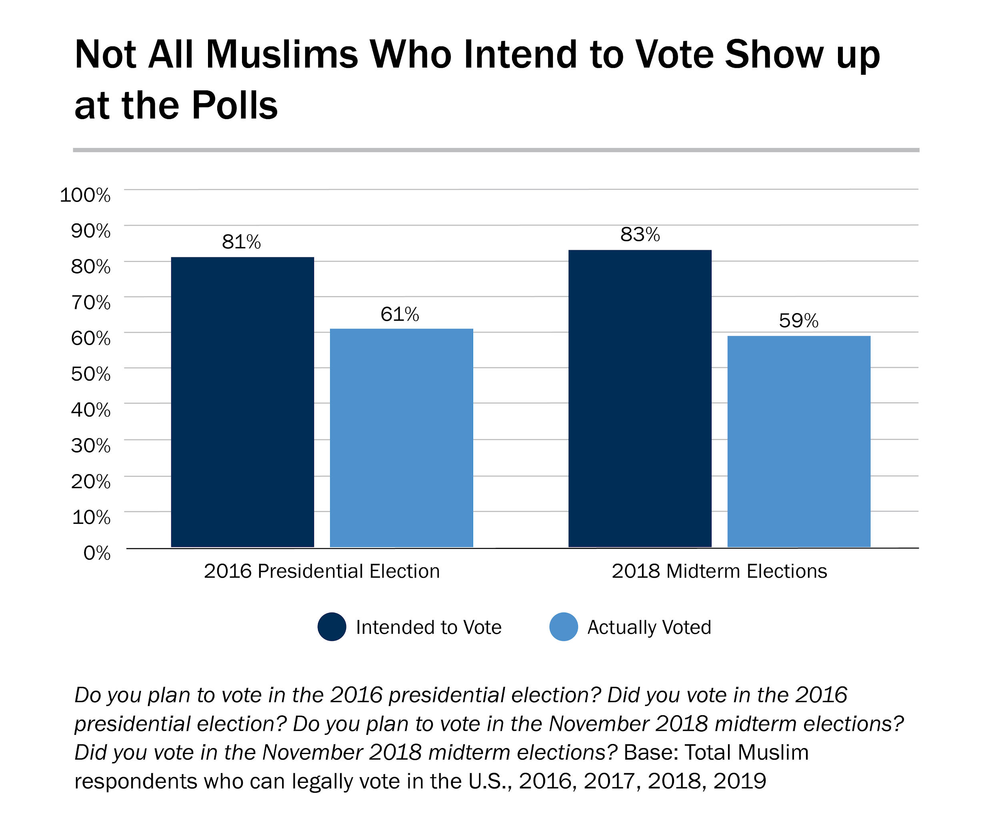 Not All Muslims Who Intend to Vote Show up
at the Polls
100%
90%
80%
70%
60%
50%
40%
30%
20%
10%
0%
81%
61%
83%
59%
2016 Presidential Election
2018 Midterm Elections
Intended to Vote
Actually Voted
Do you plan to vote in the 2016 presidential election? Did you vote in the 2016
presidential election? Do you plan to vote in the November 2018 midterm elections?
Did you vote in the November 2018 midterm elections? Base: Total Muslim
respondents who can legally vote in the U.S., 2016, 2017, 2018, 2019